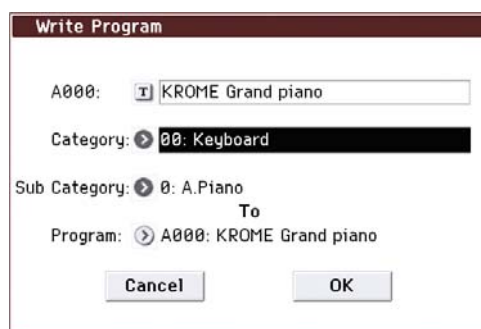 Write Program
A000: T KROME Grand piano
Category: 00: Keyboard
Sub Category: 0: A.Piano
To
Program: A000: KROME Grand piano
Cancel OK